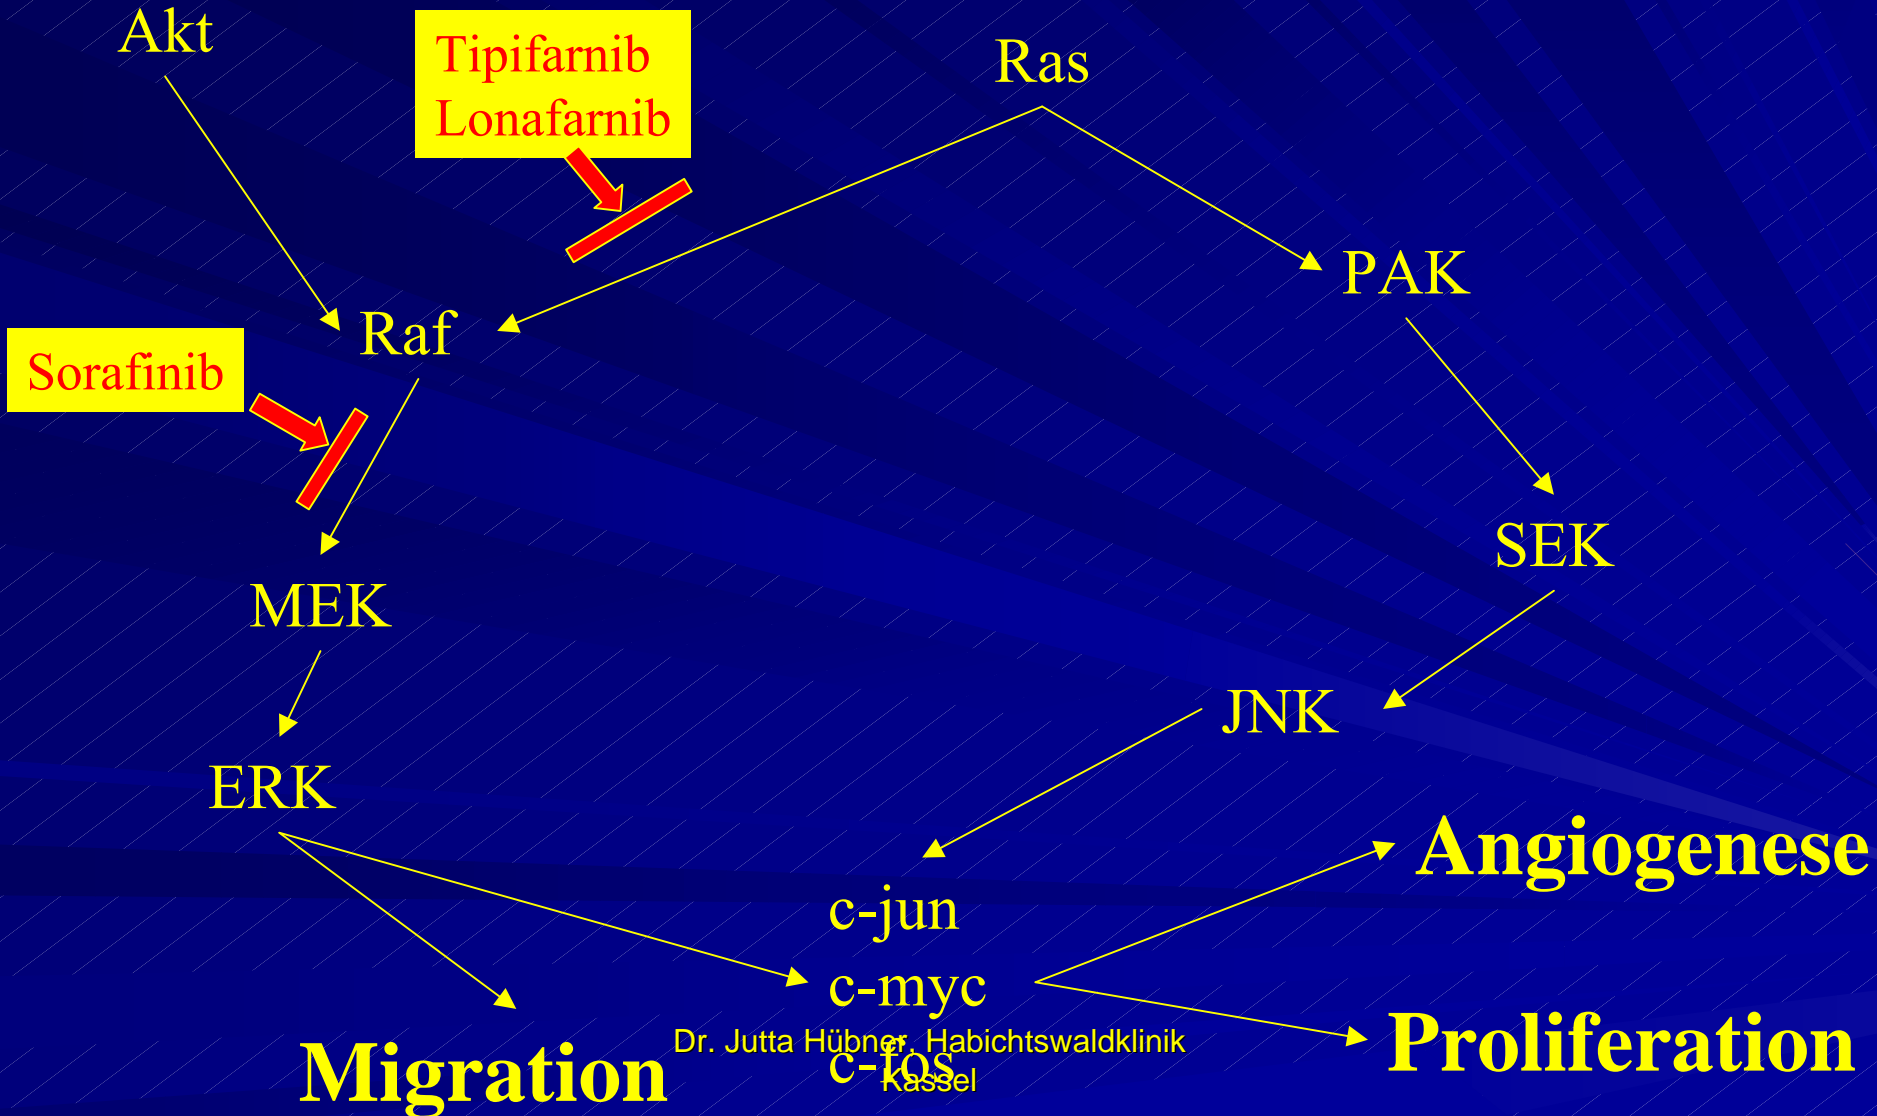 Akt
Tipifarnib
Lonafarnib
Ras
PAK
Raf
Sorafinib
SEK
MEK
JNK
ERK
Angiogenese
c-jun
c-myc
c-fos
Migration
Proliferation
Dr. Jutta Hübner, Habichtswaldklinik
Kassel